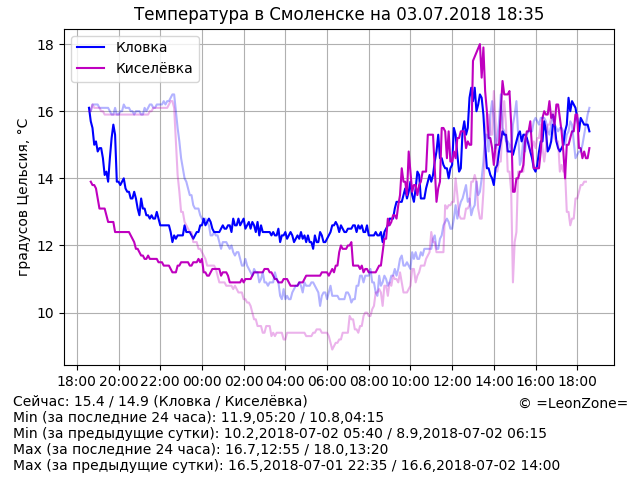 Температура в Смоленске на 03.07.2018 18:35
Кловка
Киселёвка
градусов Цельсия, °C
18
16
14
12
10
18:00 20:00 22:00 00:00 02:00 04:00 06:00 08:00 10:00 12:00 14:00 16:00 18:00
Сейчас: 15.4 / 14.9 (Кловка / Киселёвка)
© =LeonZone=
Min (за последние 24 часа): 11.9,05:20 / 10.8,04:15
Min (за предыдущие сутки): 10.2,2018-07-02 05:40 / 8.9,2018-07-02 06:15
Max (за последние 24 часа): 16.7,12:55 / 18.0,13:20
Max (за предыдущие сутки): 16.5,2018-07-01 22:35 / 16.6,2018-07-02 14:00